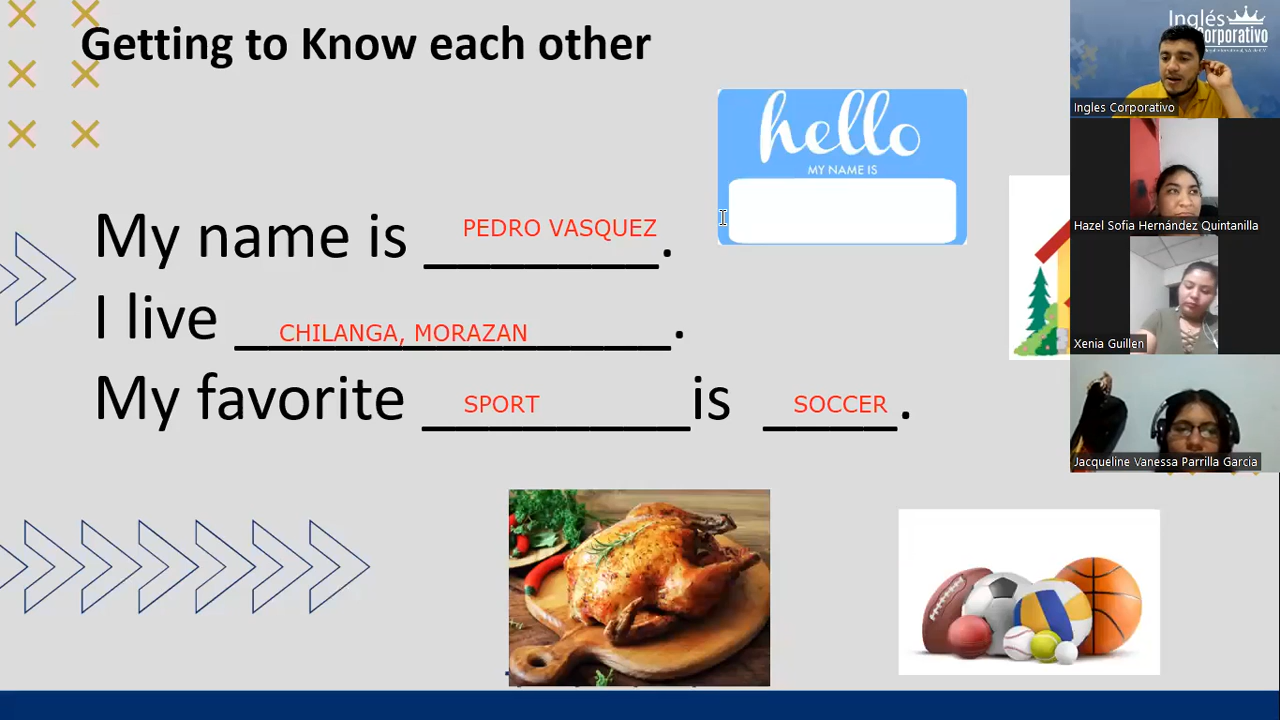 Getting to Know each other
hello
MY NAME IS
My name is PEDRO VASQUEZ.
I live CHILANGA, MORAZAN.
My favorite SPORT is SOCCER.
Inglés
Corporativo
Ingles Corporativo
Hazel Sofia Hernández Quintanilla
Xenia Guillen
Jacqueline Vanessa Parrilla Garcia